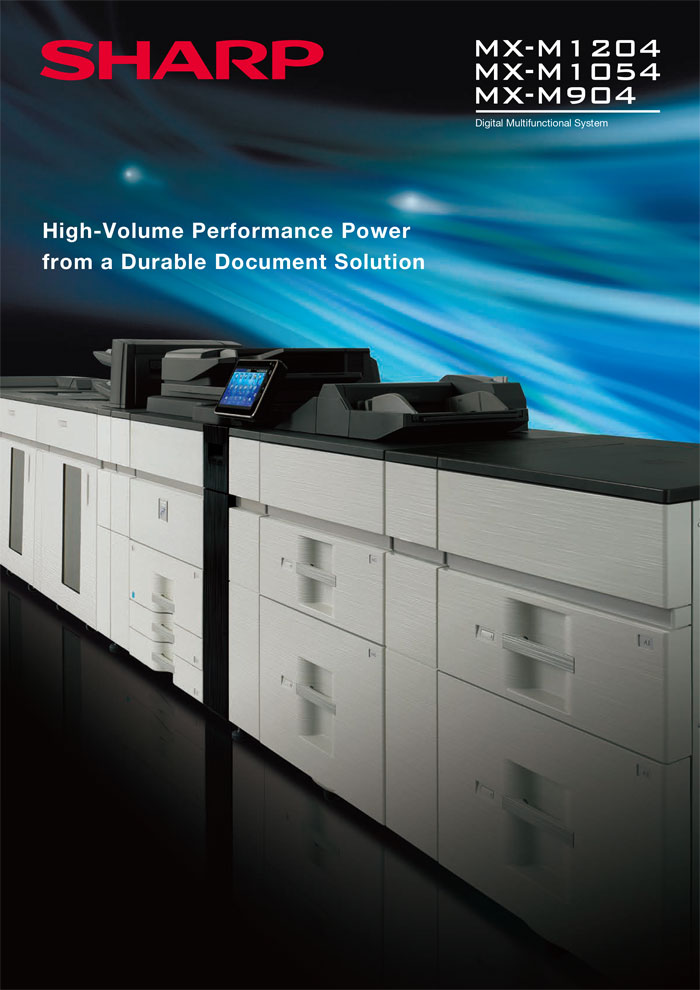 SHARP
MX-M1204
MX-M1054
MX-M904
Digital Multifunctional System
High-Volume Performance Power
from a Durable Document Solution